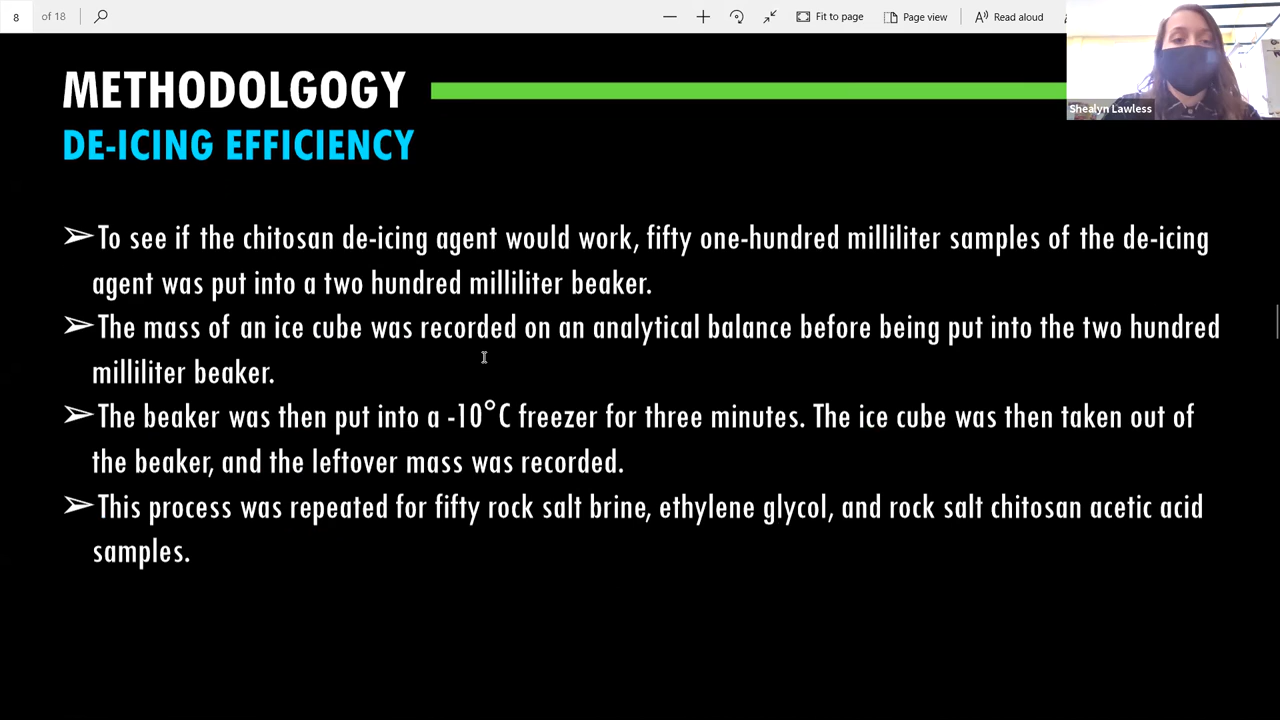 8 of 18 Fit to page Page view Read aloud
METHODOLGOGY
DE-ICING EFFICIENCY
Shealyn Lawless
➢To see if the chitosan de-icing agent would work, fifty one-hundred milliliter samples of the de-icing
agent was put into a two hundred milliliter beaker.
➢The mass of an ice cube was recorded on an analytical balance before being put into the two hundred
milliliter beaker.
➢The beaker was then put into a -10°C freezer for three minutes. The ice cube was then taken out of
the beaker, and the leftover mass was recorded.
➢This process was repeated for fifty rock salt brine, ethylene glycol, and rock salt chitosan acetic acid
samples.